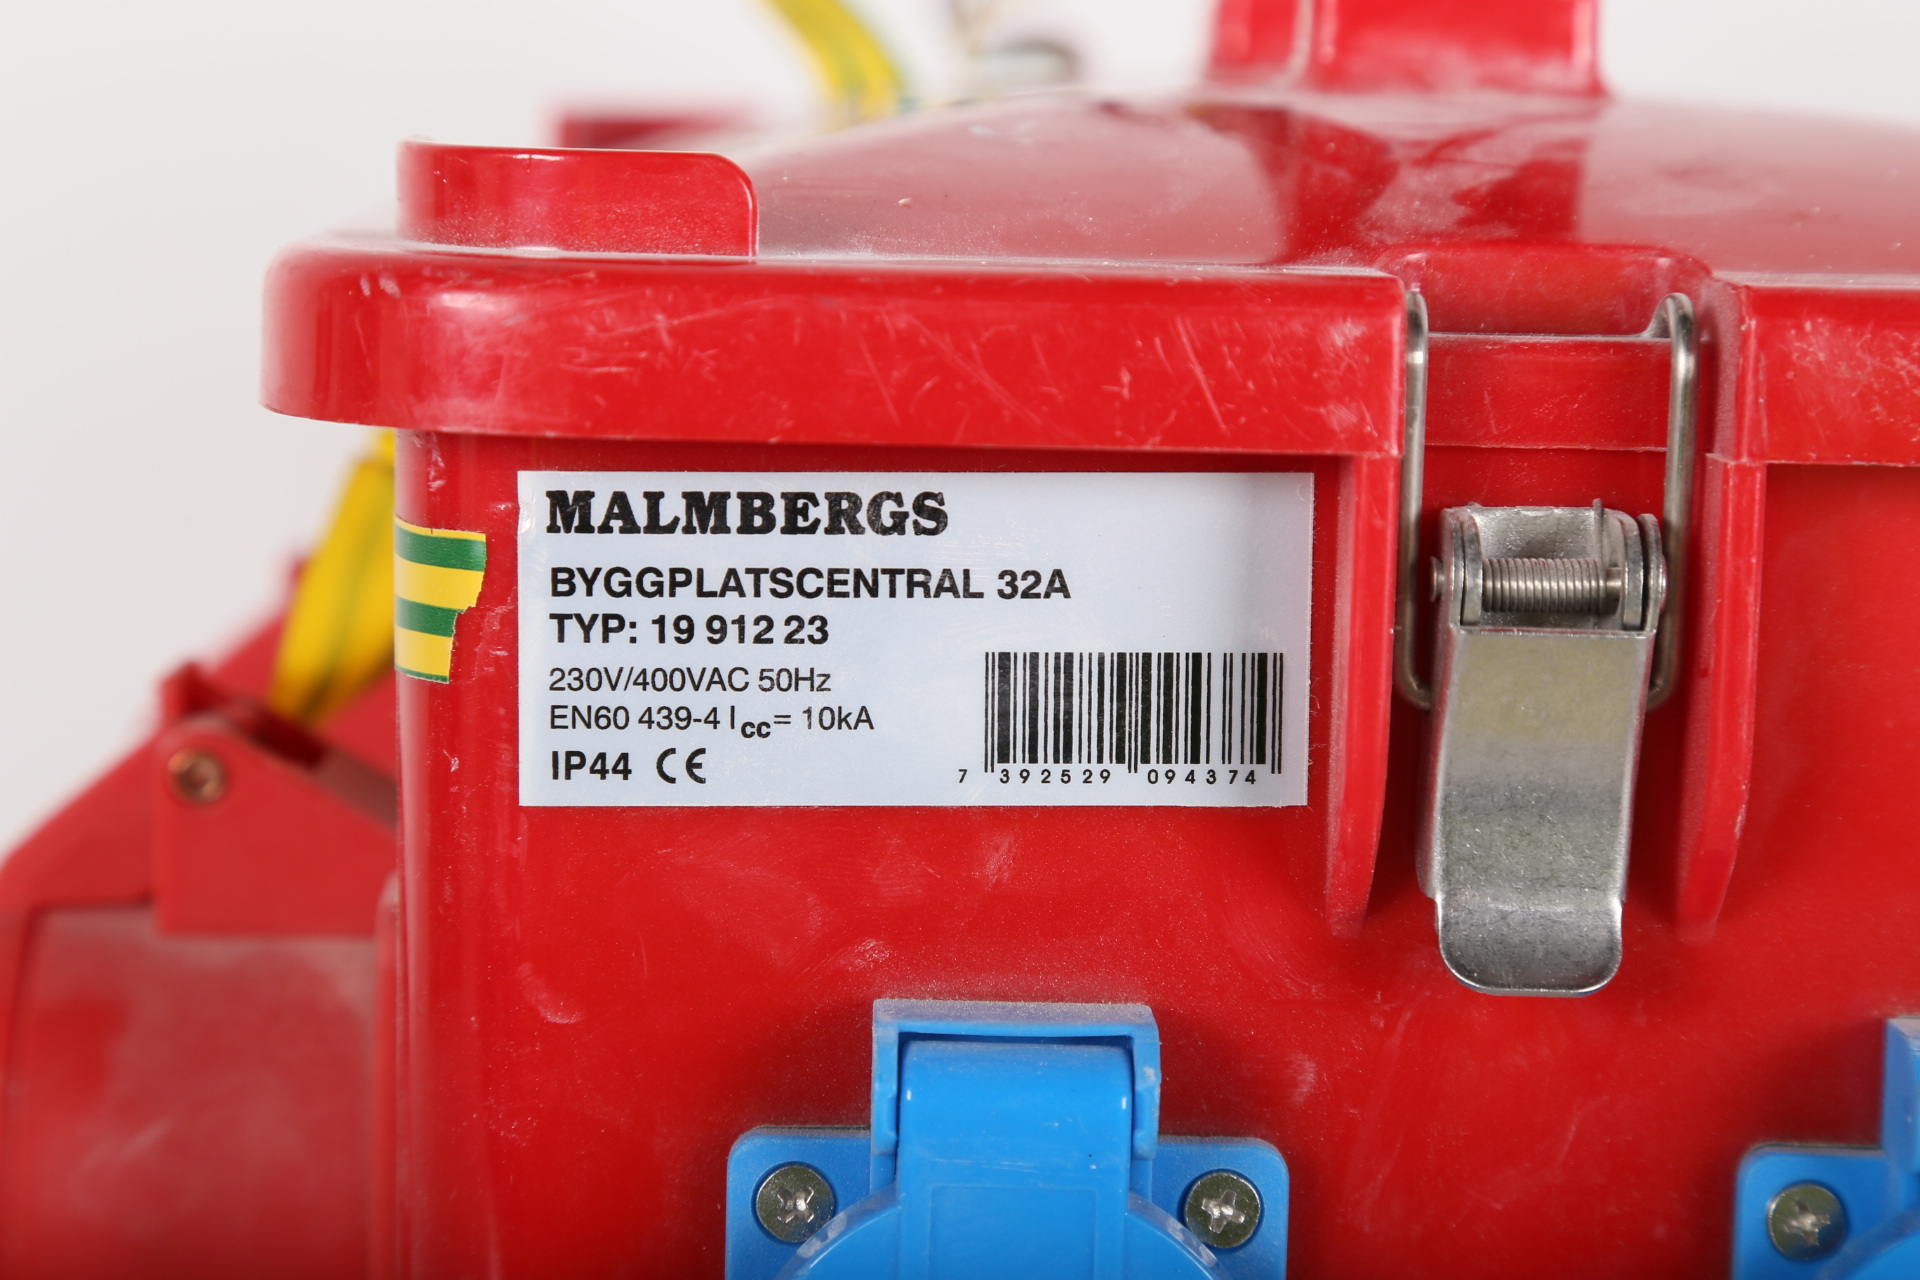 MALMBERGS
BYGGPLATSCENTRAL 32A
TYP: 19 912 23
230V/400VAC 50Hz
EN60 439-4 Icc= 10kA
IP44 CE
7 392529 094374